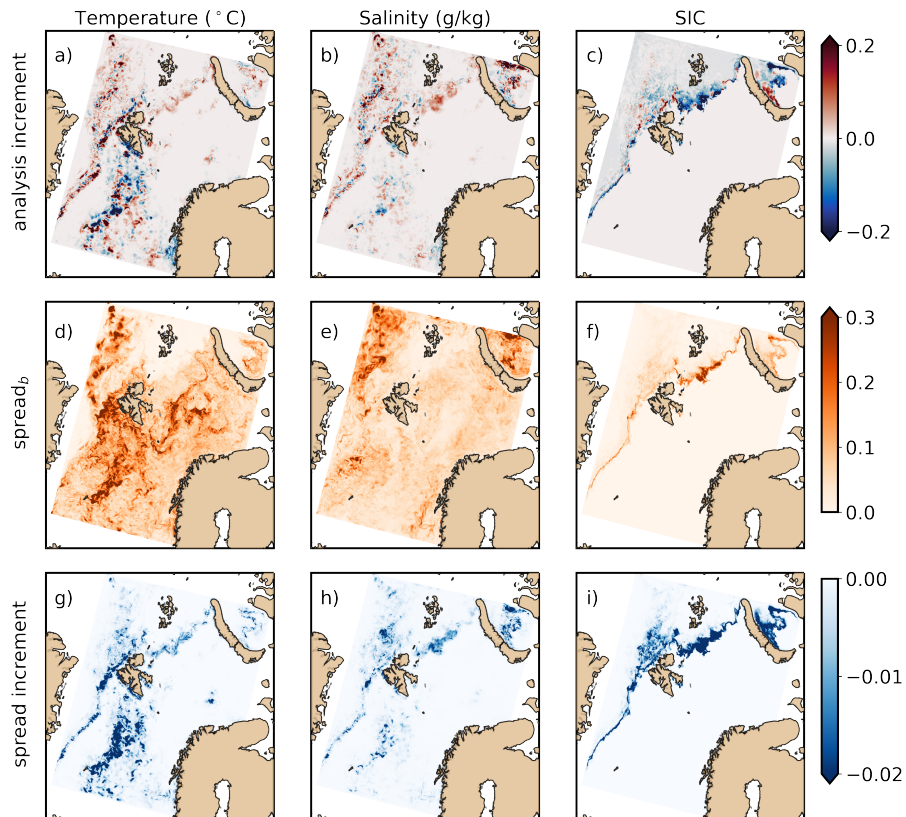 Temperature (°C) Salinity (g/kg) SIC
analysis increment
a) b) c)
0.2
0.0
−0.2
spread_b
d) e) f)
0.3
0.2
0.1
0.0
spread increment
g) h) i)
0.00
−0.01
−0.02